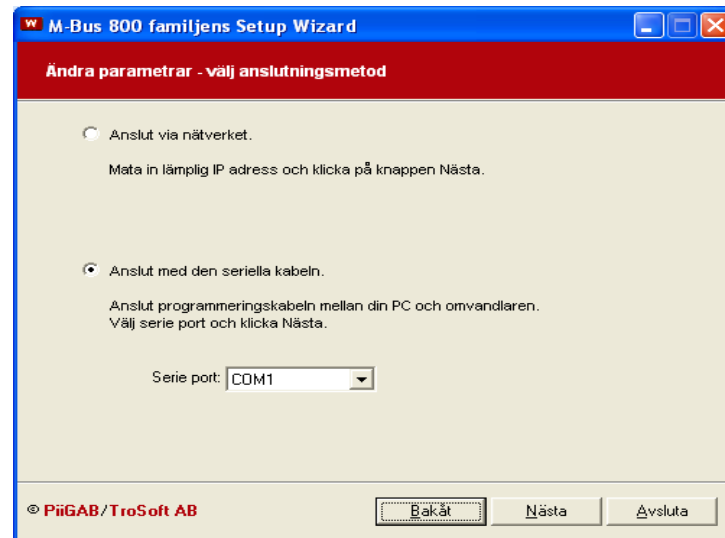 M-Bus 800 familjens Setup Wizard
Ändra parametrar - välj anslutningsmetod
Anslut via nätverket.
Mata in lämplig IP adress och klicka på knappen Nästa.
Anslut med den seriella kabeln.
Anslut programmeringskabeln mellan din PC och omvandlaren.
Välj serie port och klicka Nästa.
Serie port: COM1
© PiiGAB/TroSoft AB
Bakåt Nästa Avsluta